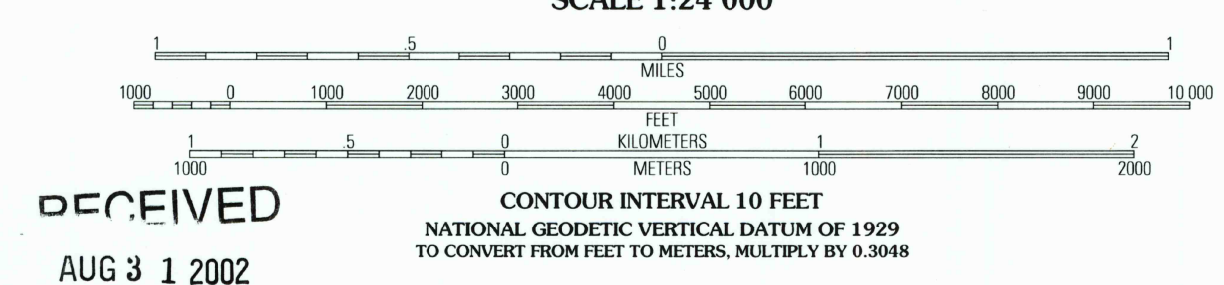 SCALE 1:24 000
1 .5 0 1
MILES
1000 0 1000 2000 3000 4000 5000 6000 7000 8000 9000 10 000
FEET
1 .5 0 KILOMETERS 1 2
1000 0 METERS 1000 2000
RECEIVED
CONTOUR INTERVAL 10 FEET
NATIONAL GEODETIC VERTICAL DATUM OF 1929
TO CONVERT FROM FEET TO METERS, MULTIPLY BY 0.3048
AUG 3 1 2002